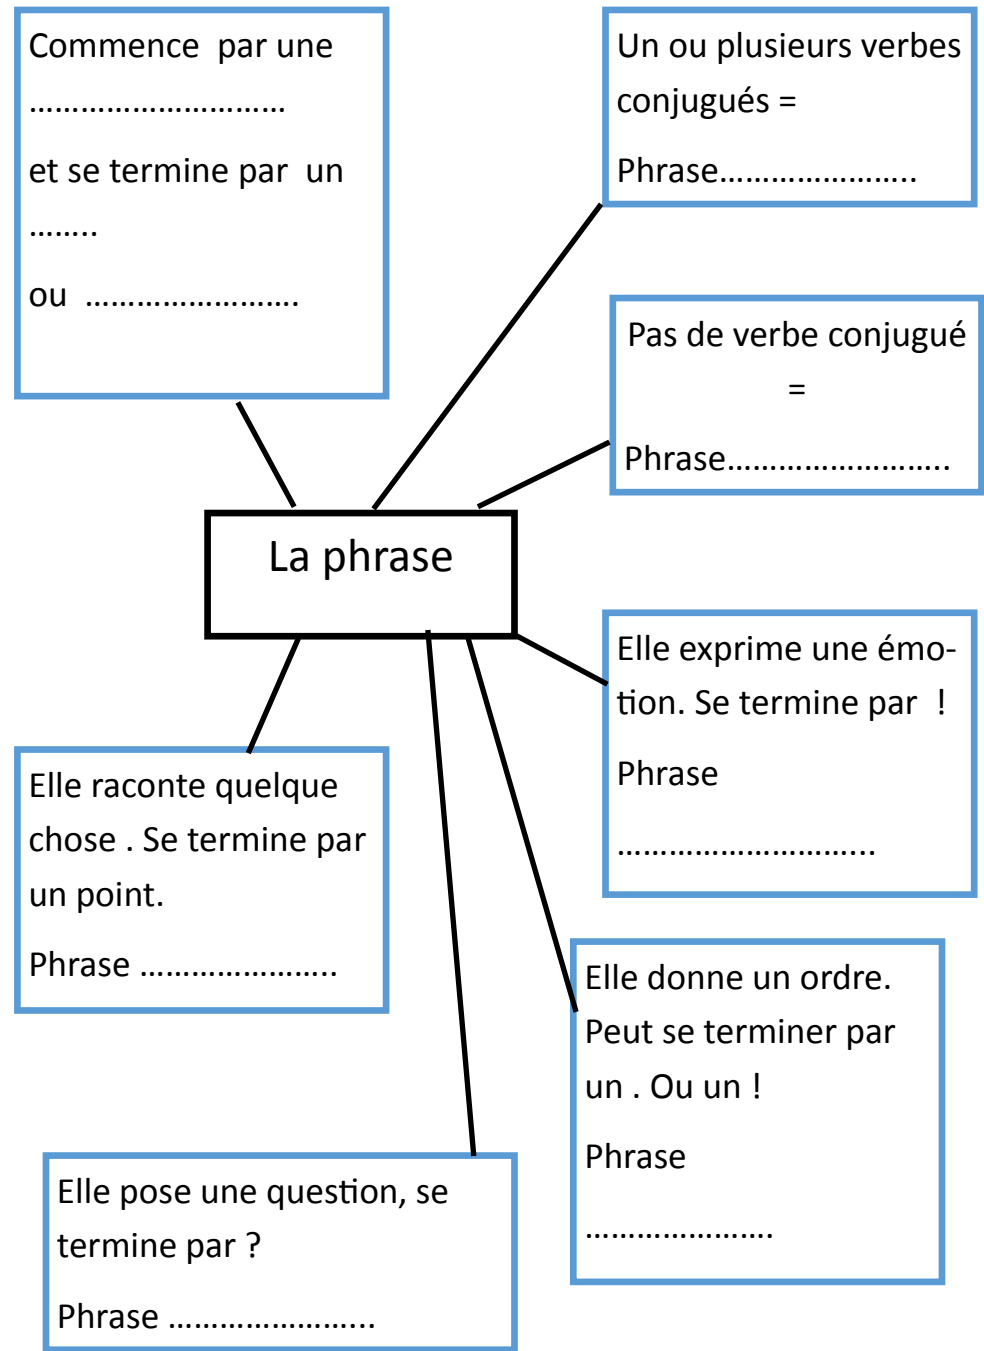 Commence  par une
..............................
et se termine par  un
........
ou  .........................
Un ou plusieurs verbes
conjugués =
Phrase.......................
Pas de verbe conjugué
=
Phrase..........................
La phrase
Elle exprime une émo-
tion. Se termine par  !
Phrase
...........................
Elle raconte quelque
chose . Se termine par
un point.
Phrase .......................
Elle donne un ordre.
Peut se terminer par
un . Ou un !
Phrase
......................
Elle pose une question, se
termine par ?
Phrase ........................